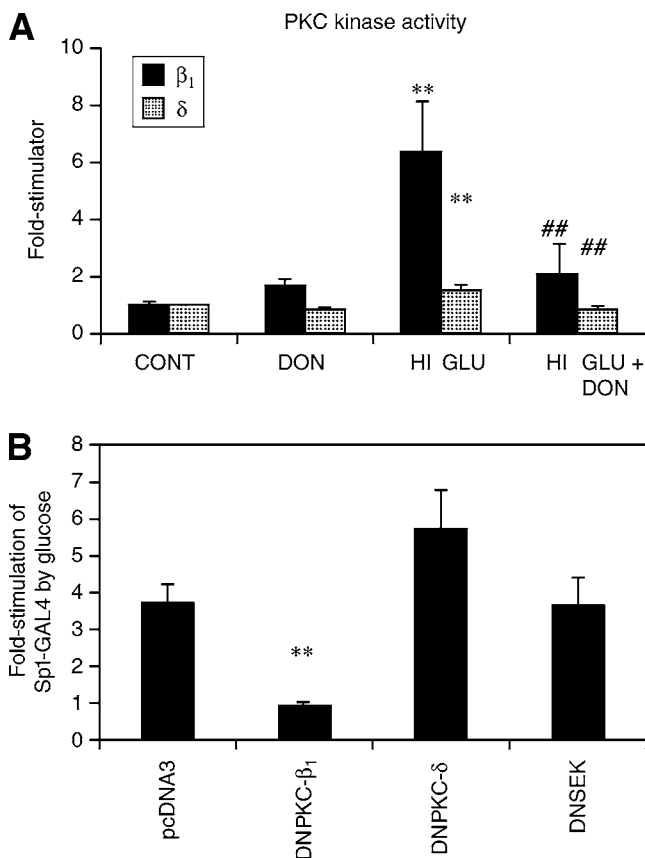 A
PKC kinase activity
Fold-stimulator
10
8
6
4
2
0
β1
δ
**
**
##
##
CONT
DON
HI GLU
HI GLU +
DON
B
Fold-stimulation of
Sp1-GAL4 by glucose
8
7
6
5
4
3
2
1
0
**
pcDNA3
DNPKC-β1
DNPKC-δ
DNSEK